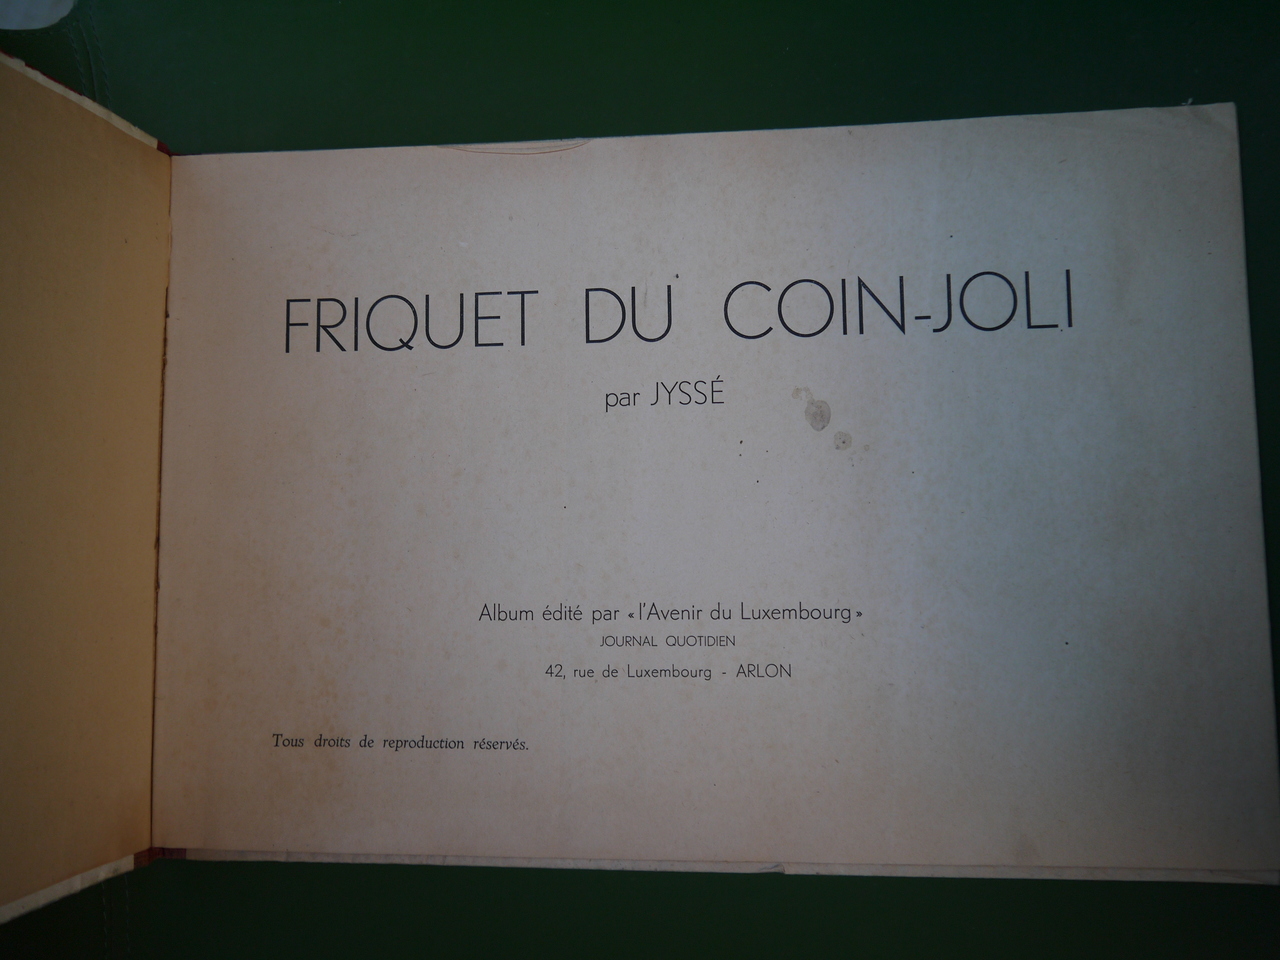 FRIQUET DU COIN-JOLI
par JYSSÉ
Album édité par « l'Avenir du Luxembourg »
JOURNAL QUOTIDIEN
42, rue de Luxembourg - ARLON
Tous droits de reproduction réservés.